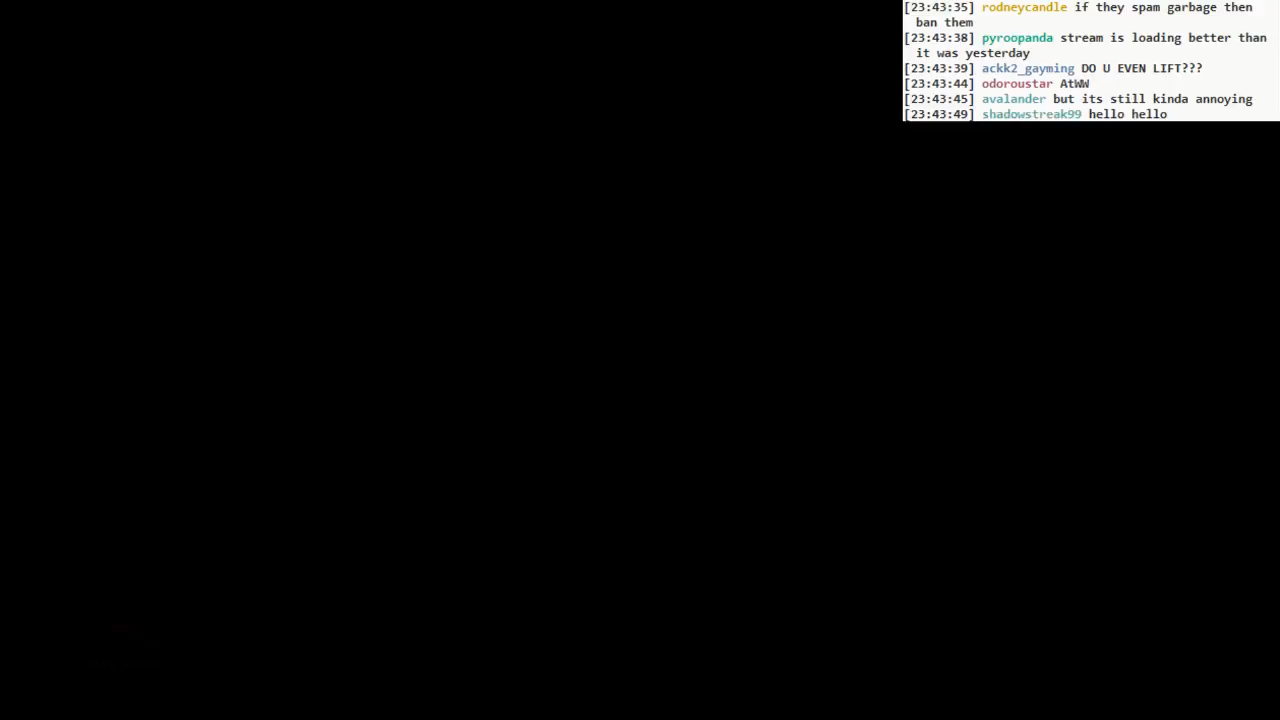 [23:43:35] rodneycandle if they spam garbage then
ban them
[23:43:38] pyroopanda stream is loading better than
it was yesterday
[23:43:39] ackk2_gayming DO U EVEN LIFT???
[23:43:44] odoroustar AtWW
[23:43:45] avalander but its still kinda annoying
[23:43:49] shadowstreak99 hello hello